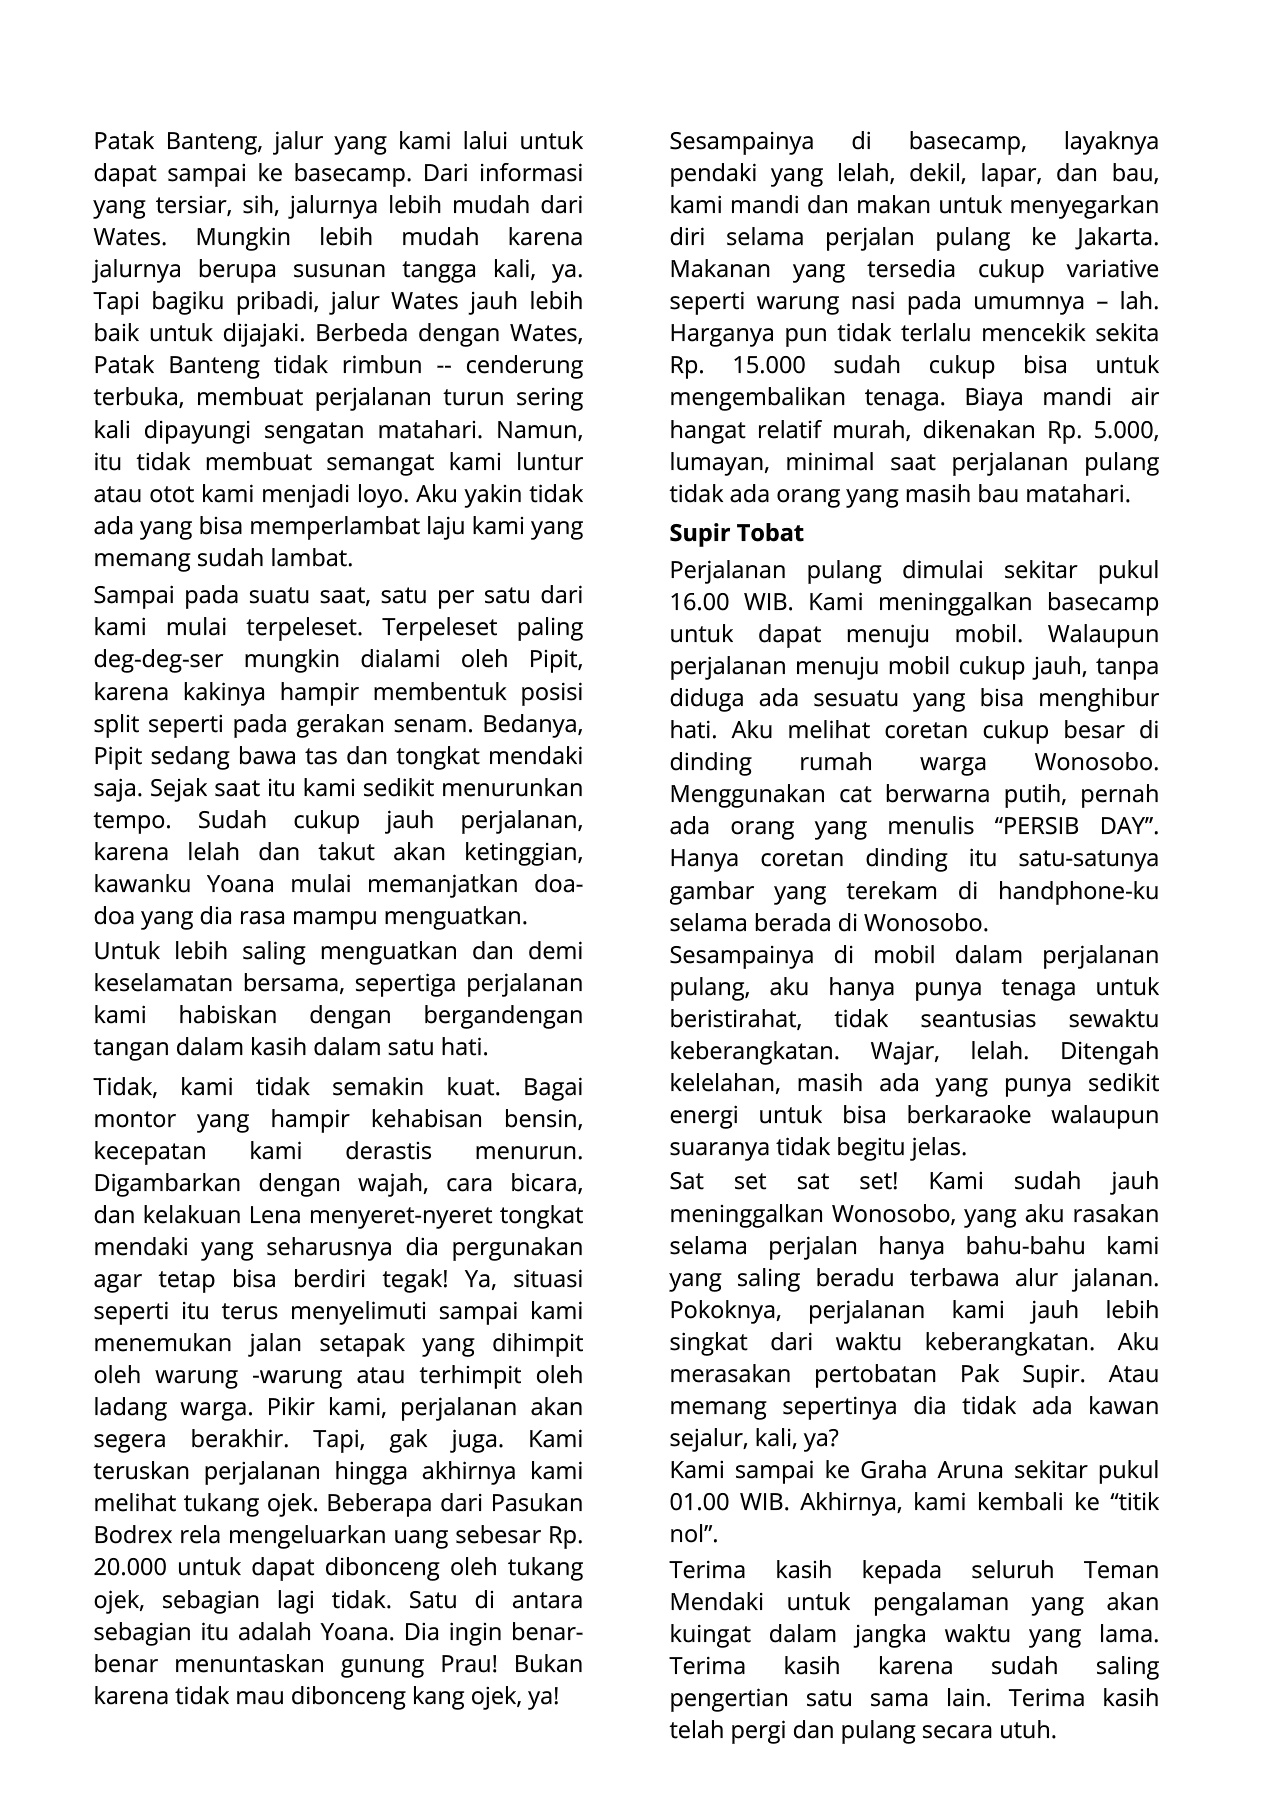 Patak Banteng, jalur yang kami lalui untuk
dapat sampai ke basecamp. Dari informasi
yang tersiar, sih, jalurnya lebih mudah dari
Wates. Mungkin lebih mudah karena
jalurnya berupa susunan tangga kali, ya.
Tapi bagiku pribadi, jalur Wates jauh lebih
baik untuk dijajaki. Berbeda dengan Wates,
Patak Banteng tidak rimbun -- cenderung
terbuka, membuat perjalanan turun sering
kali dipayungi sengatan matahari. Namun,
itu tidak membuat semangat kami luntur
atau otot kami menjadi loyo. Aku yakin tidak
ada yang bisa memperlambat laju kami yang
memang sudah lambat.
Sampai pada suatu saat, satu per satu dari
kami mulai terpeleset. Terpeleset paling
deg-deg-ser mungkin dialami oleh Pipit,
karena kakinya hampir membentuk posisi
split seperti pada gerakan senam. Bedanya,
Pipit sedang bawa tas dan tongkat mendaki
saja. Sejak saat itu kami sedikit menurunkan
tempo. Sudah cukup jauh perjalanan,
karena lelah dan takut akan ketinggian,
kawanku Yoana mulai memanjatkan doa-
doa yang dia rasa mampu menguatkan.
Untuk lebih saling menguatkan dan demi
keselamatan bersama, sepertiga perjalanan
kami habiskan dengan bergandengan
tangan dalam kasih dalam satu hati.
Tidak, kami tidak semakin kuat. Bagai
montor yang hampir kehabisan bensin,
kecepatan kami derastis menurun.
Digambarkan dengan wajah, cara bicara,
dan kelakuan Lena menyeret-nyeret tongkat
mendaki yang seharusnya dia pergunakan
agar tetap bisa berdiri tegak! Ya, situasi
seperti itu terus menyelimuti sampai kami
menemukan jalan setapak yang dihimpit
oleh warung -warung atau terhimpit oleh
ladang warga. Pikir kami, perjalanan akan
segera berakhir. Tapi, gak juga. Kami
teruskan perjalanan hingga akhirnya kami
melihat tukang ojek. Beberapa dari Pasukan
Bodrex rela mengeluarkan uang sebesar Rp.
20.000 untuk dapat dibonceng oleh tukang
ojek, sebagian lagi tidak. Satu di antara
sebagian itu adalah Yoana. Dia ingin benar-
benar menuntaskan gunung Prau! Bukan
karena tidak mau dibonceng kang ojek, ya!
Sesampainya di basecamp, layaknya
pendaki yang lelah, dekil, lapar, dan bau,
kami mandi dan makan untuk menyegarkan
diri selama perjalan pulang ke Jakarta.
Makanan yang tersedia cukup variative
seperti warung nasi pada umumnya – lah.
Harganya pun tidak terlalu mencekik sekita
Rp. 15.000 sudah cukup bisa untuk
mengembalikan tenaga. Biaya mandi air
hangat relatif murah, dikenakan Rp. 5.000,
lumayan, minimal saat perjalanan pulang
tidak ada orang yang masih bau matahari.
Supir Tobat
Perjalanan pulang dimulai sekitar pukul
16.00 WIB. Kami meninggalkan basecamp
untuk dapat menuju mobil. Walaupun
perjalanan menuju mobil cukup jauh, tanpa
diduga ada sesuatu yang bisa menghibur
hati. Aku melihat coretan cukup besar di
dinding rumah warga Wonosobo.
Menggunakan cat berwarna putih, pernah
ada orang yang menulis “PERSIB DAY”.
Hanya coretan dinding itu satu-satunya
gambar yang terekam di handphone-ku
selama berada di Wonosobo.
Sesampainya di mobil dalam perjalanan
pulang, aku hanya punya tenaga untuk
beristirahat, tidak seantusias sewaktu
keberangkatan. Wajar, lelah. Ditengah
kelelahan, masih ada yang punya sedikit
energi untuk bisa berkaraoke walaupun
suaranya tidak begitu jelas.
Sat set sat set! Kami sudah jauh
meninggalkan Wonosobo, yang aku rasakan
selama perjalan hanya bahu-bahu kami
yang saling beradu terbawa alur jalanan.
Pokoknya, perjalanan kami jauh lebih
singkat dari waktu keberangkatan. Aku
merasakan pertobatan Pak Supir. Atau
memang sepertinya dia tidak ada kawan
sejalur, kali, ya?
Kami sampai ke Graha Aruna sekitar pukul
01.00 WIB. Akhirnya, kami kembali ke “titik
nol”.
Terima kasih kepada seluruh Teman
Mendaki untuk pengalaman yang akan
kuingat dalam jangka waktu yang lama.
Terima kasih karena sudah saling
pengertian satu sama lain. Terima kasih
telah pergi dan pulang secara utuh.